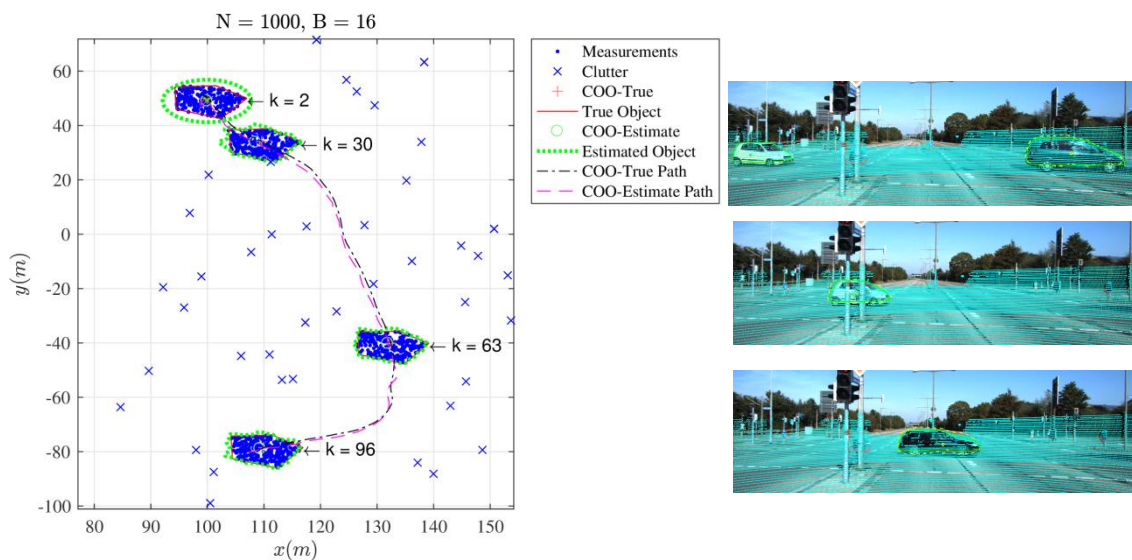 N = 1000, B = 16
60
40
20
0
-20
-40
-60
-80
-100
y(m)
80
90
100
110
120
130
140
150
x(m)
← k = 2
← k = 30
← k = 63
← k = 96
Measurements
Clutter
COO-True
True Object
COO-Estimate
Estimated Object
COO-True Path
COO-Estimate Path